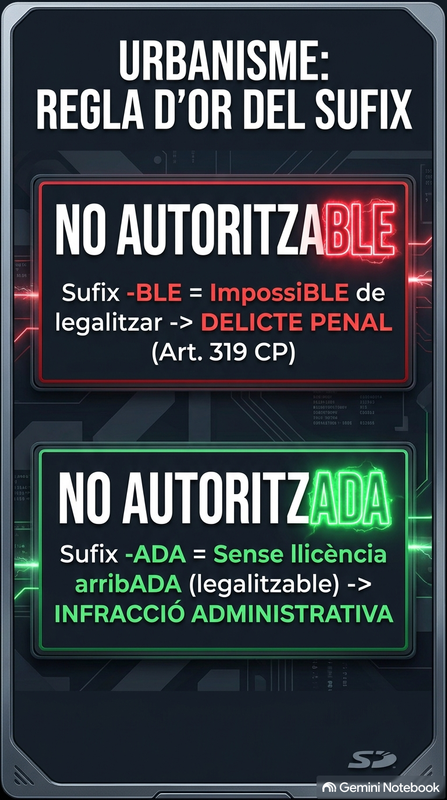 URBANISME:
REGLA D'OR DEL SUFIX
NO AUTORITZABLE
Sufix -BLE = ImpossiBLE de
legalitzar -> DELICTE PENAL
(Art. 319 CP)
NO AUTORITZADA
Sufix -ADA = Sense llicència
arribADA (legalitzable) ->
INFRACCIÓ ADMINISTRATIVA
SD
Gemini Notebook